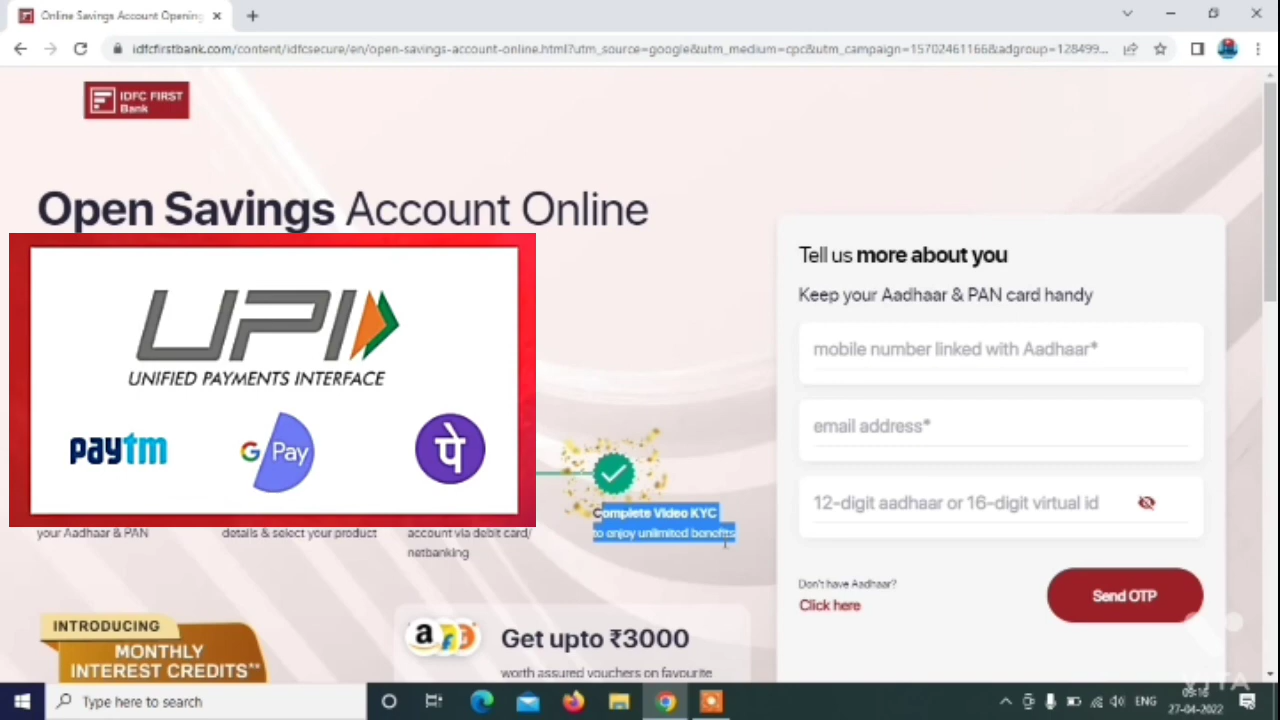 Online Savings Account Opening
idfcfirstbank.com/content/idfcsecure/en/open-savings-account-online.html?utm_source=google&utm_medium=cpc&utm_campaign=15702461166&adgroup=128499...
IDFC FIRST
Bank
Open Savings Account Online
UPI
UNIFIED PAYMENTS INTERFACE
paytm
G Pay
पे
your Aadhaar & PAN
details & select your product
account via debit card/
netbanking
Complete Video KYC
to enjoy unlimited benefits
INTRODUCING
MONTHLY
INTEREST CREDITS**
a
Get upto ₹3000
worth assured vouchers on favourite
Tell us more about you
Keep your Aadhaar & PAN card handy
mobile number linked with Aadhaar*
email address*
12-digit aadhaar or 16-digit virtual id
Don't have Aadhaar?
Click here
Send OTP
VITA
Type here to search
ENG
09:16
27-04-2022